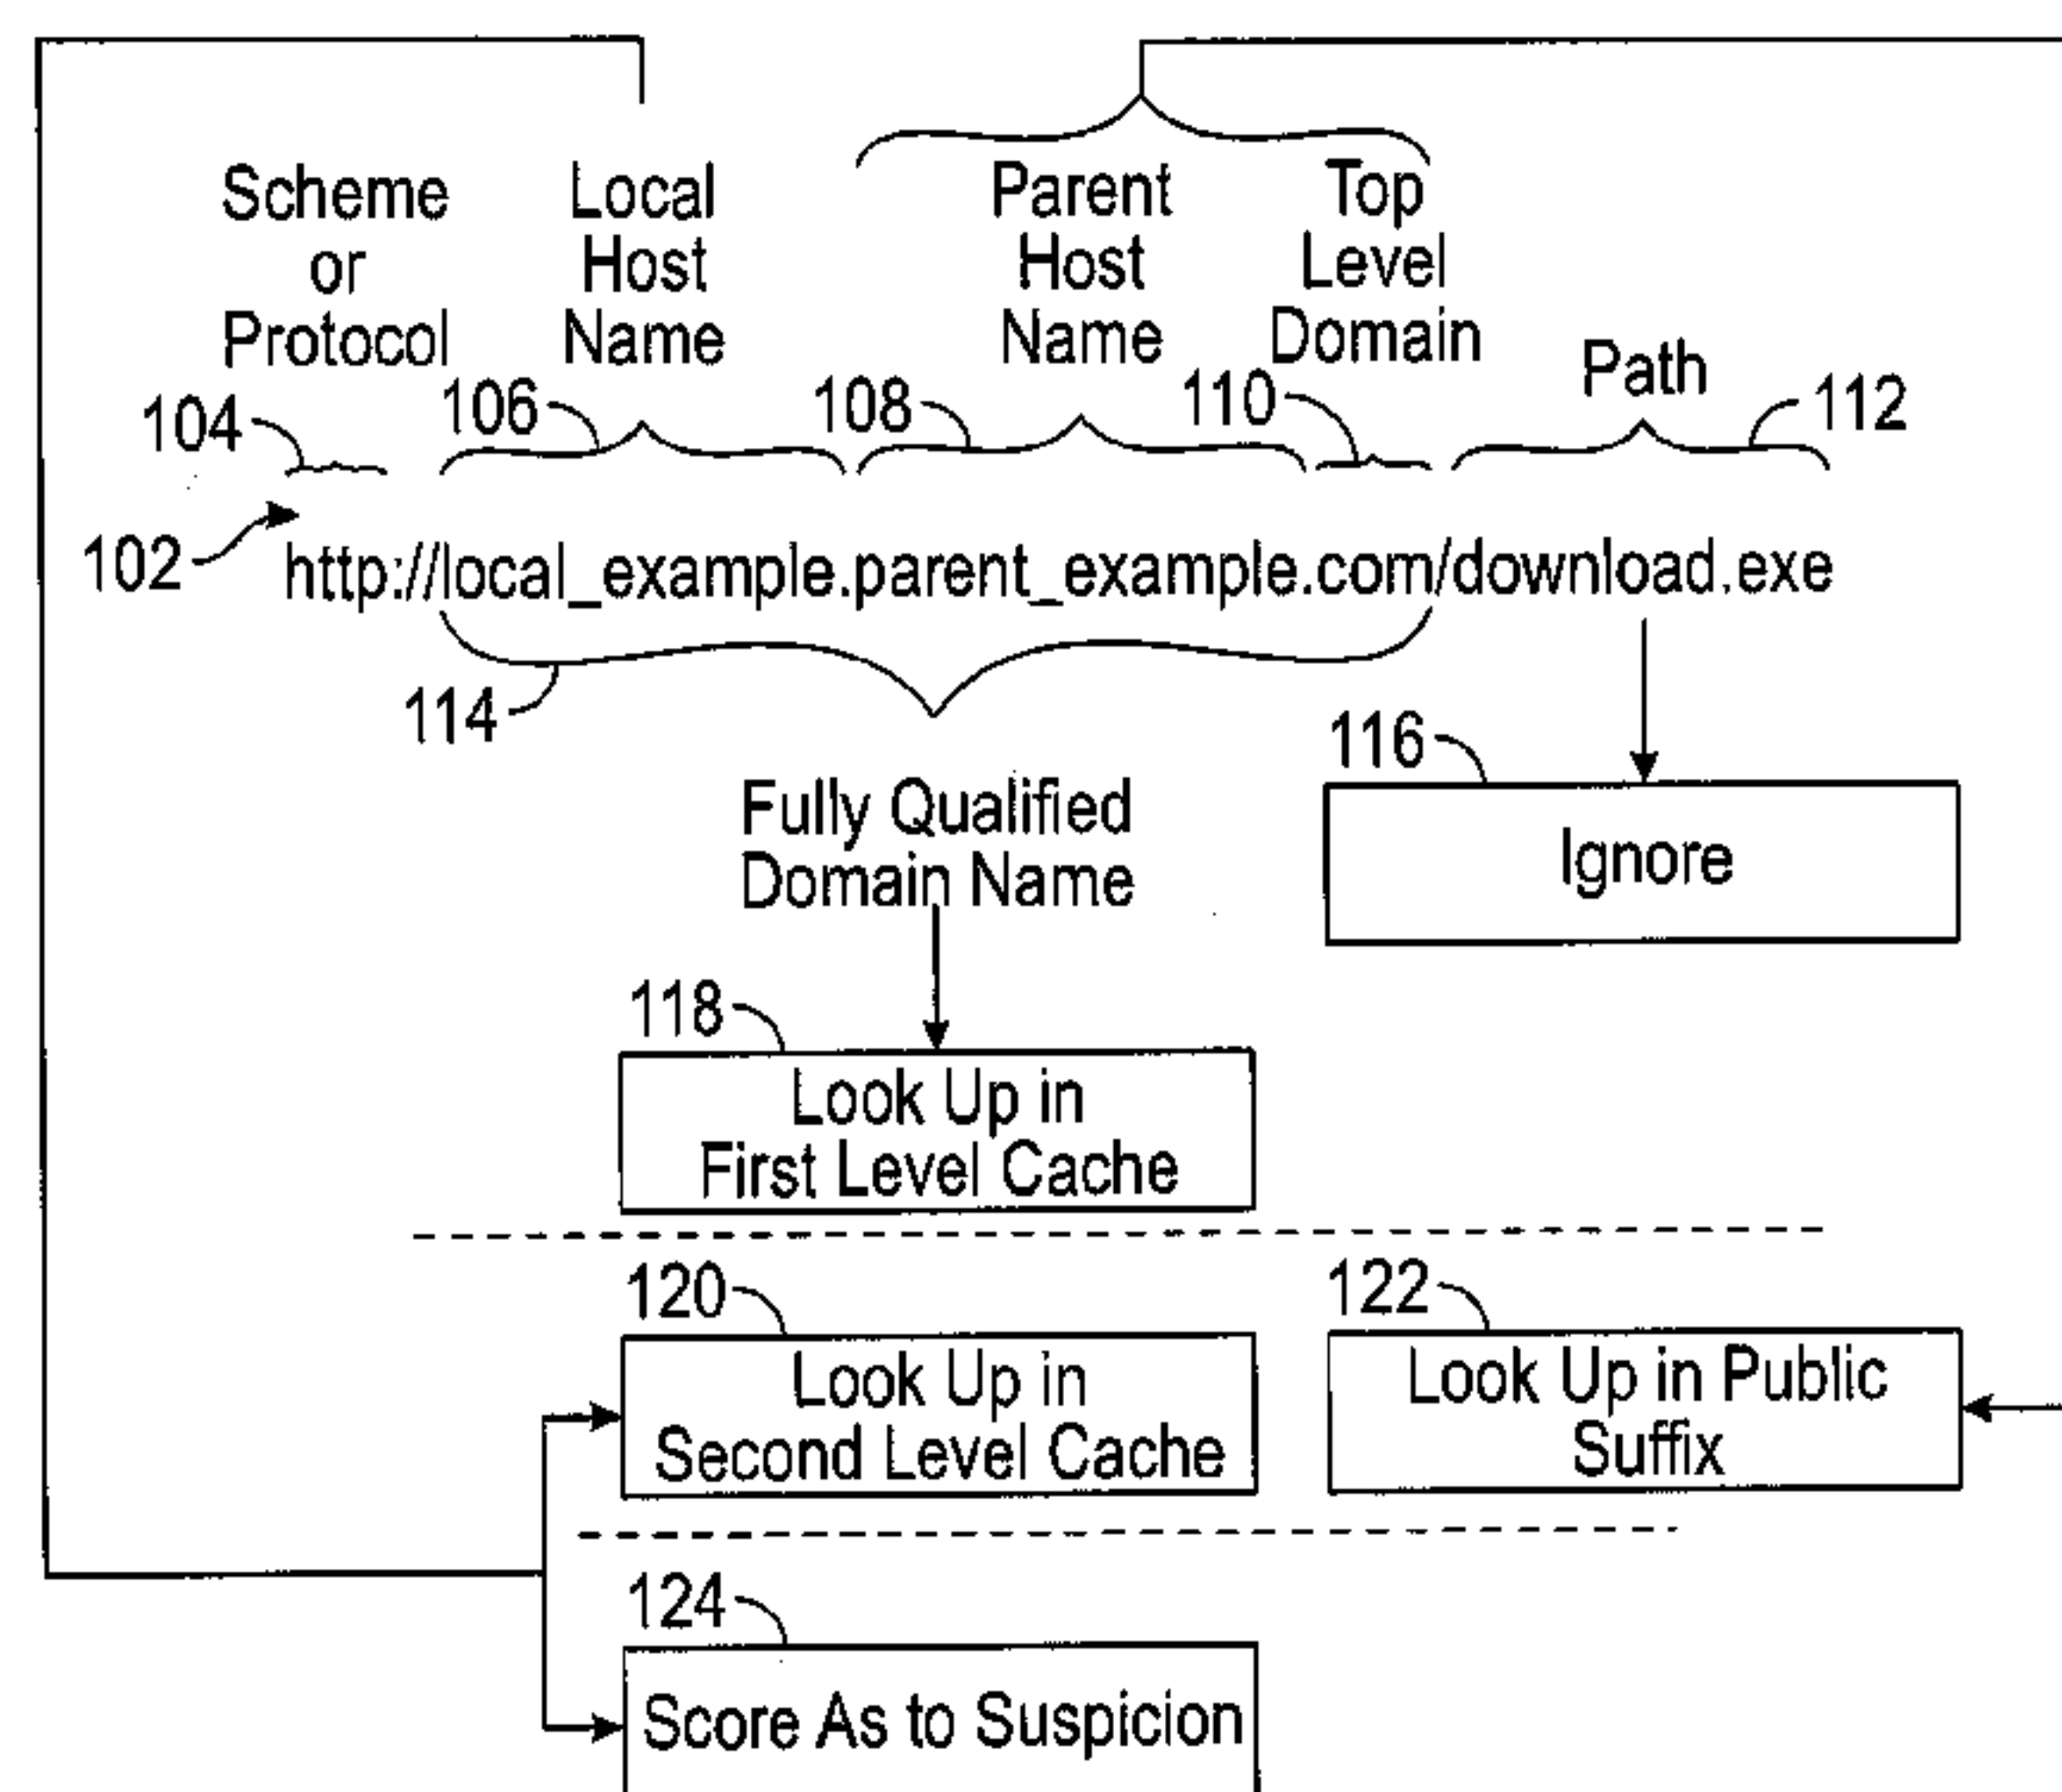 Scheme
or
Protocol
Local
Host
Name
Parent
Host
Name
Top
Level
Domain
Path
104
106
108
110
112
102
http://local_example.parent_example.com/download.exe
114
116
Fully Qualified
Domain Name
Ignore
118
Look Up in
First Level Cache
120
Look Up in
Second Level Cache
122
Look Up in Public
Suffix
124
Score As to Suspicion